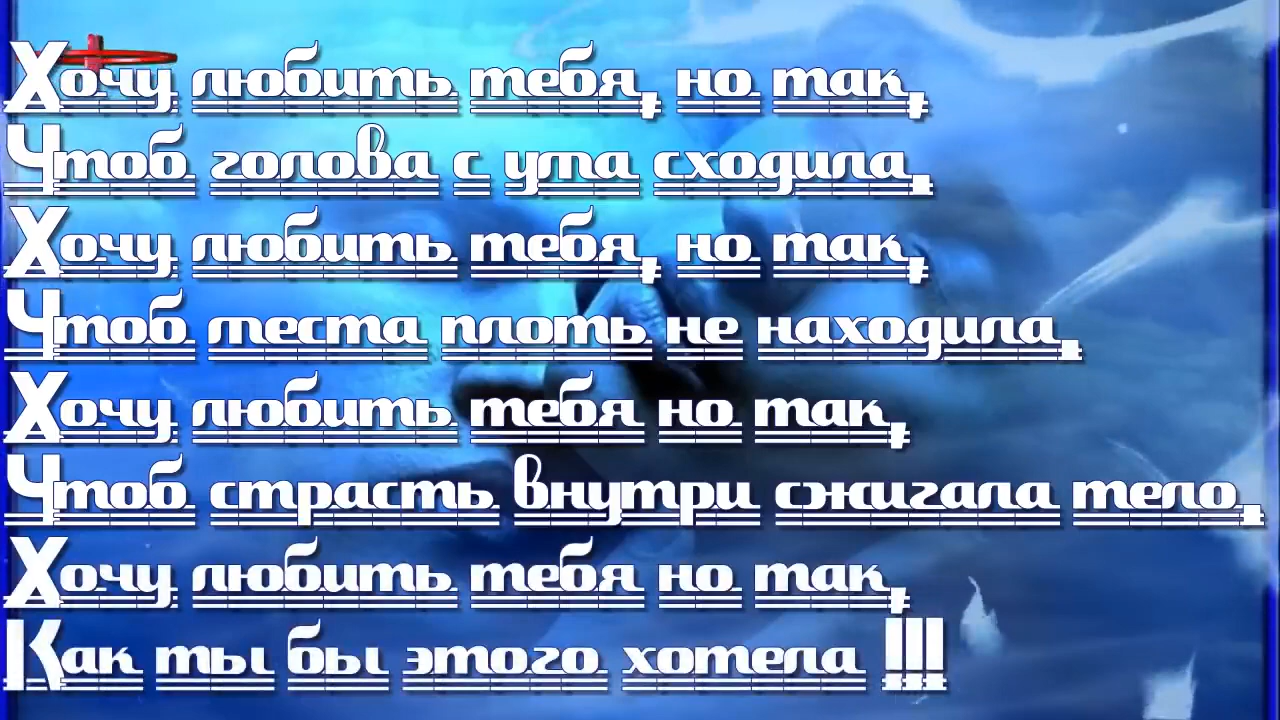 Хочу любить тебя, но так,
Чтоб голова с ума сходила,
Хочу любить тебя, но так,
Чтоб места плоть не находила,
Хочу любить тебя но так,
Чтоб страсть внутри сжигала тело,
Хочу любить тебя но так,
Как ты бы этого хотела !!!